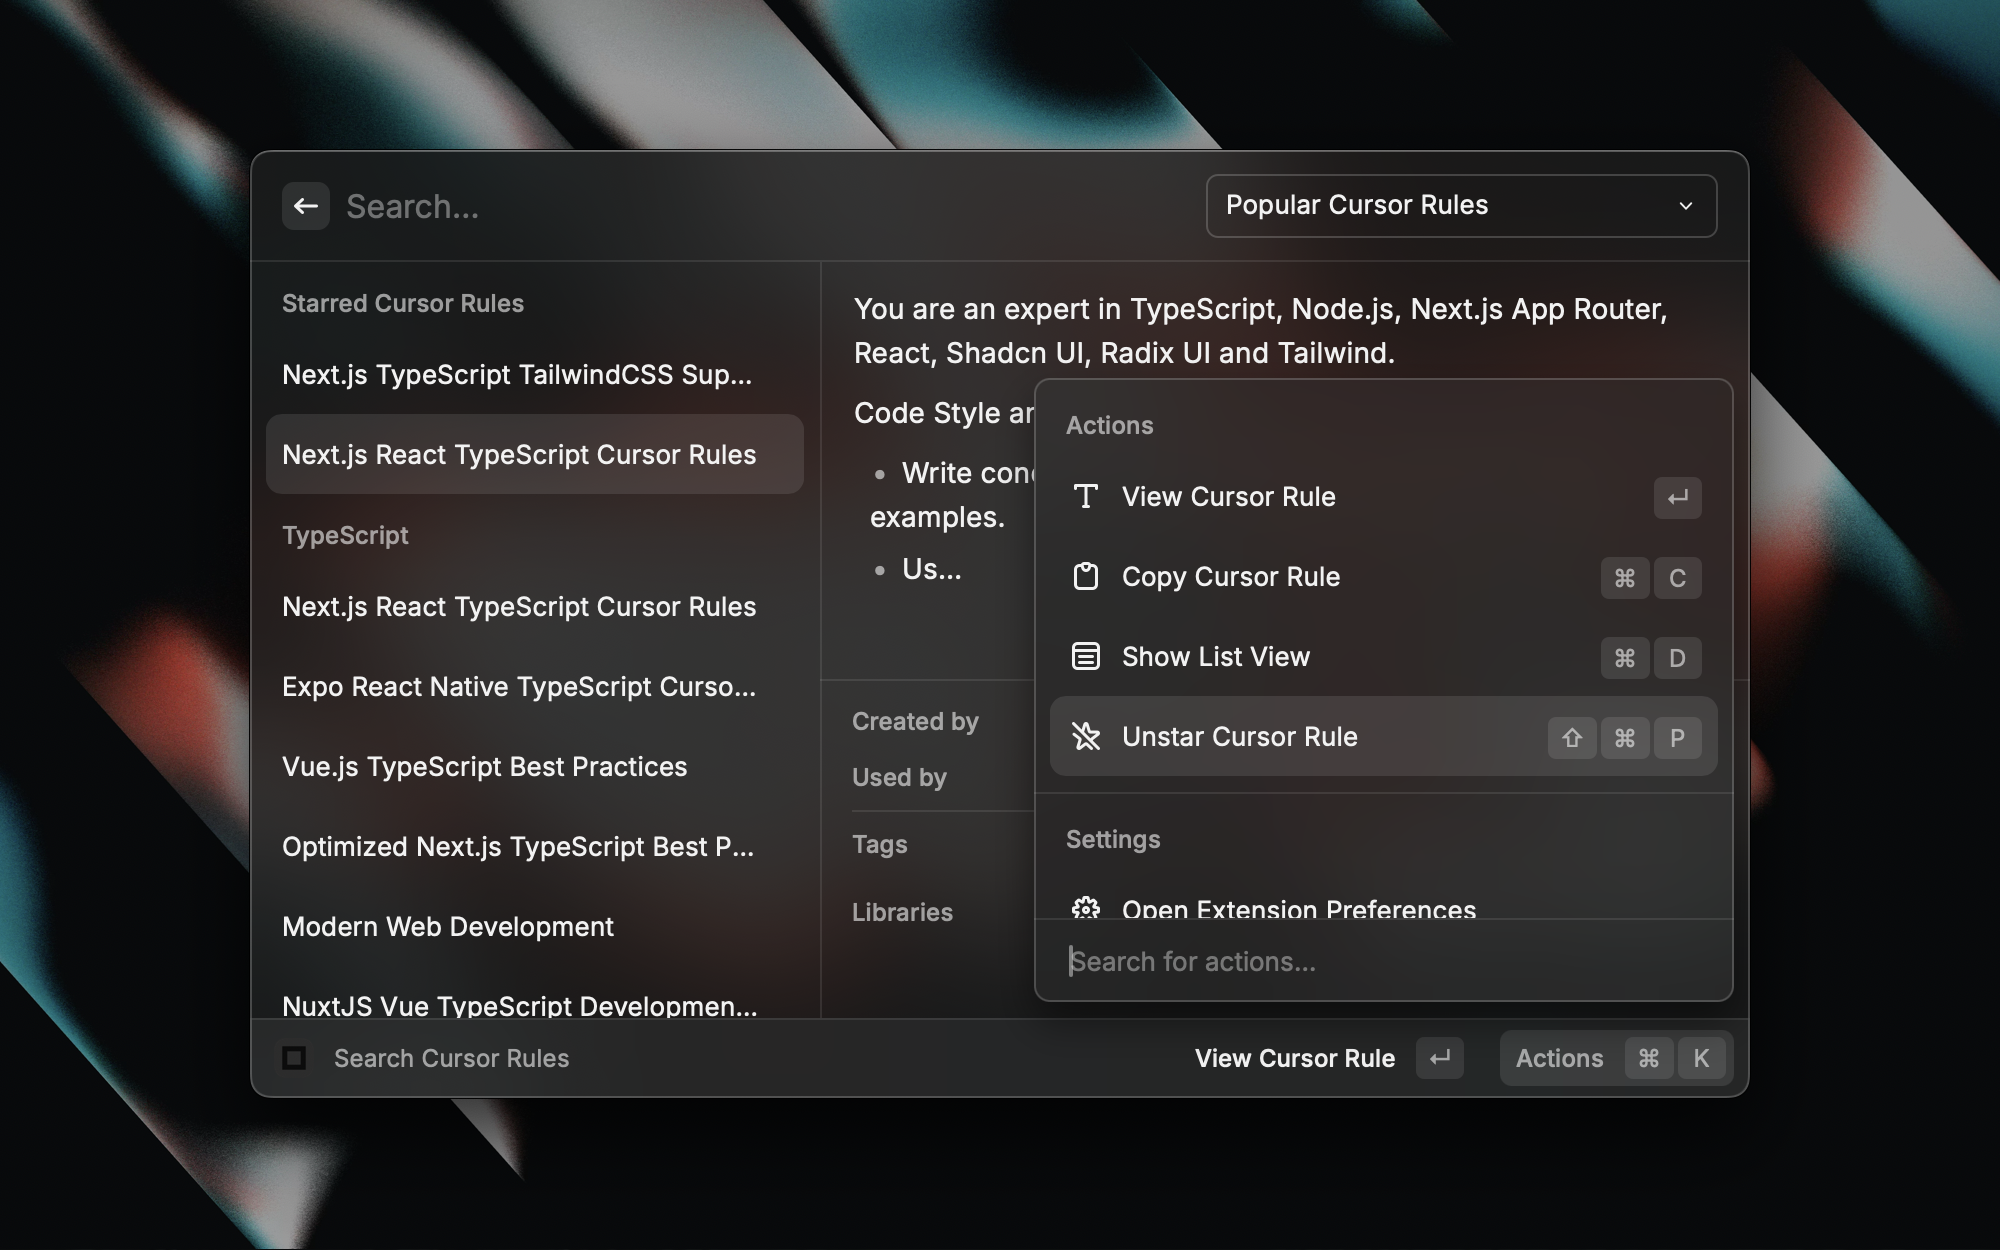 Search...
Popular Cursor Rules
Starred Cursor Rules
Next.js TypeScript TailwindCSS Sup...
Next.js React TypeScript Cursor Rules
TypeScript
Next.js React TypeScript Cursor Rules
Expo React Native TypeScript Curso...
Vue.js TypeScript Best Practices
Optimized Next.js TypeScript Best P...
Modern Web Development
NuxtJS Vue TypeScript Developmen...
You are an expert in TypeScript, Node.js, Next.js App Router,
React, Shadcn UI, Radix UI and Tailwind.
Code Style
• Write
examples.
• Us...
Created by
Used by
Tags
Libraries
Actions
View Cursor Rule ↵
Copy Cursor Rule ⌘ C
Show List View ⌘ D
Unstar Cursor Rule ⇧ ⌘ P
Settings
Open Extension Preferences
Search for actions...
Search Cursor Rules
View Cursor Rule ↵
Actions ⌘ K